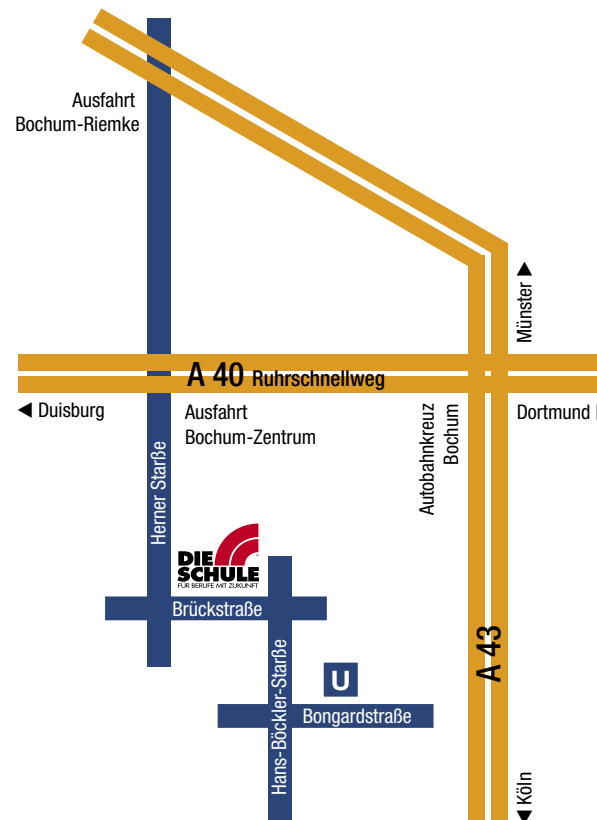 Ausfahrt
Bochum-Riemke
Münster
A 40 Ruhrschnellweg
Duisburg
Ausfahrt
Bochum-Zentrum
Autobahnkreuz
Bochum
Dortmund
Herner Starße
DIE
SCHULE
FÜR BERUFE MIT ZUKUNFT
Brückstraße
Hans-Böckler-Starße
U
Bongardstraße
A 43
Köln